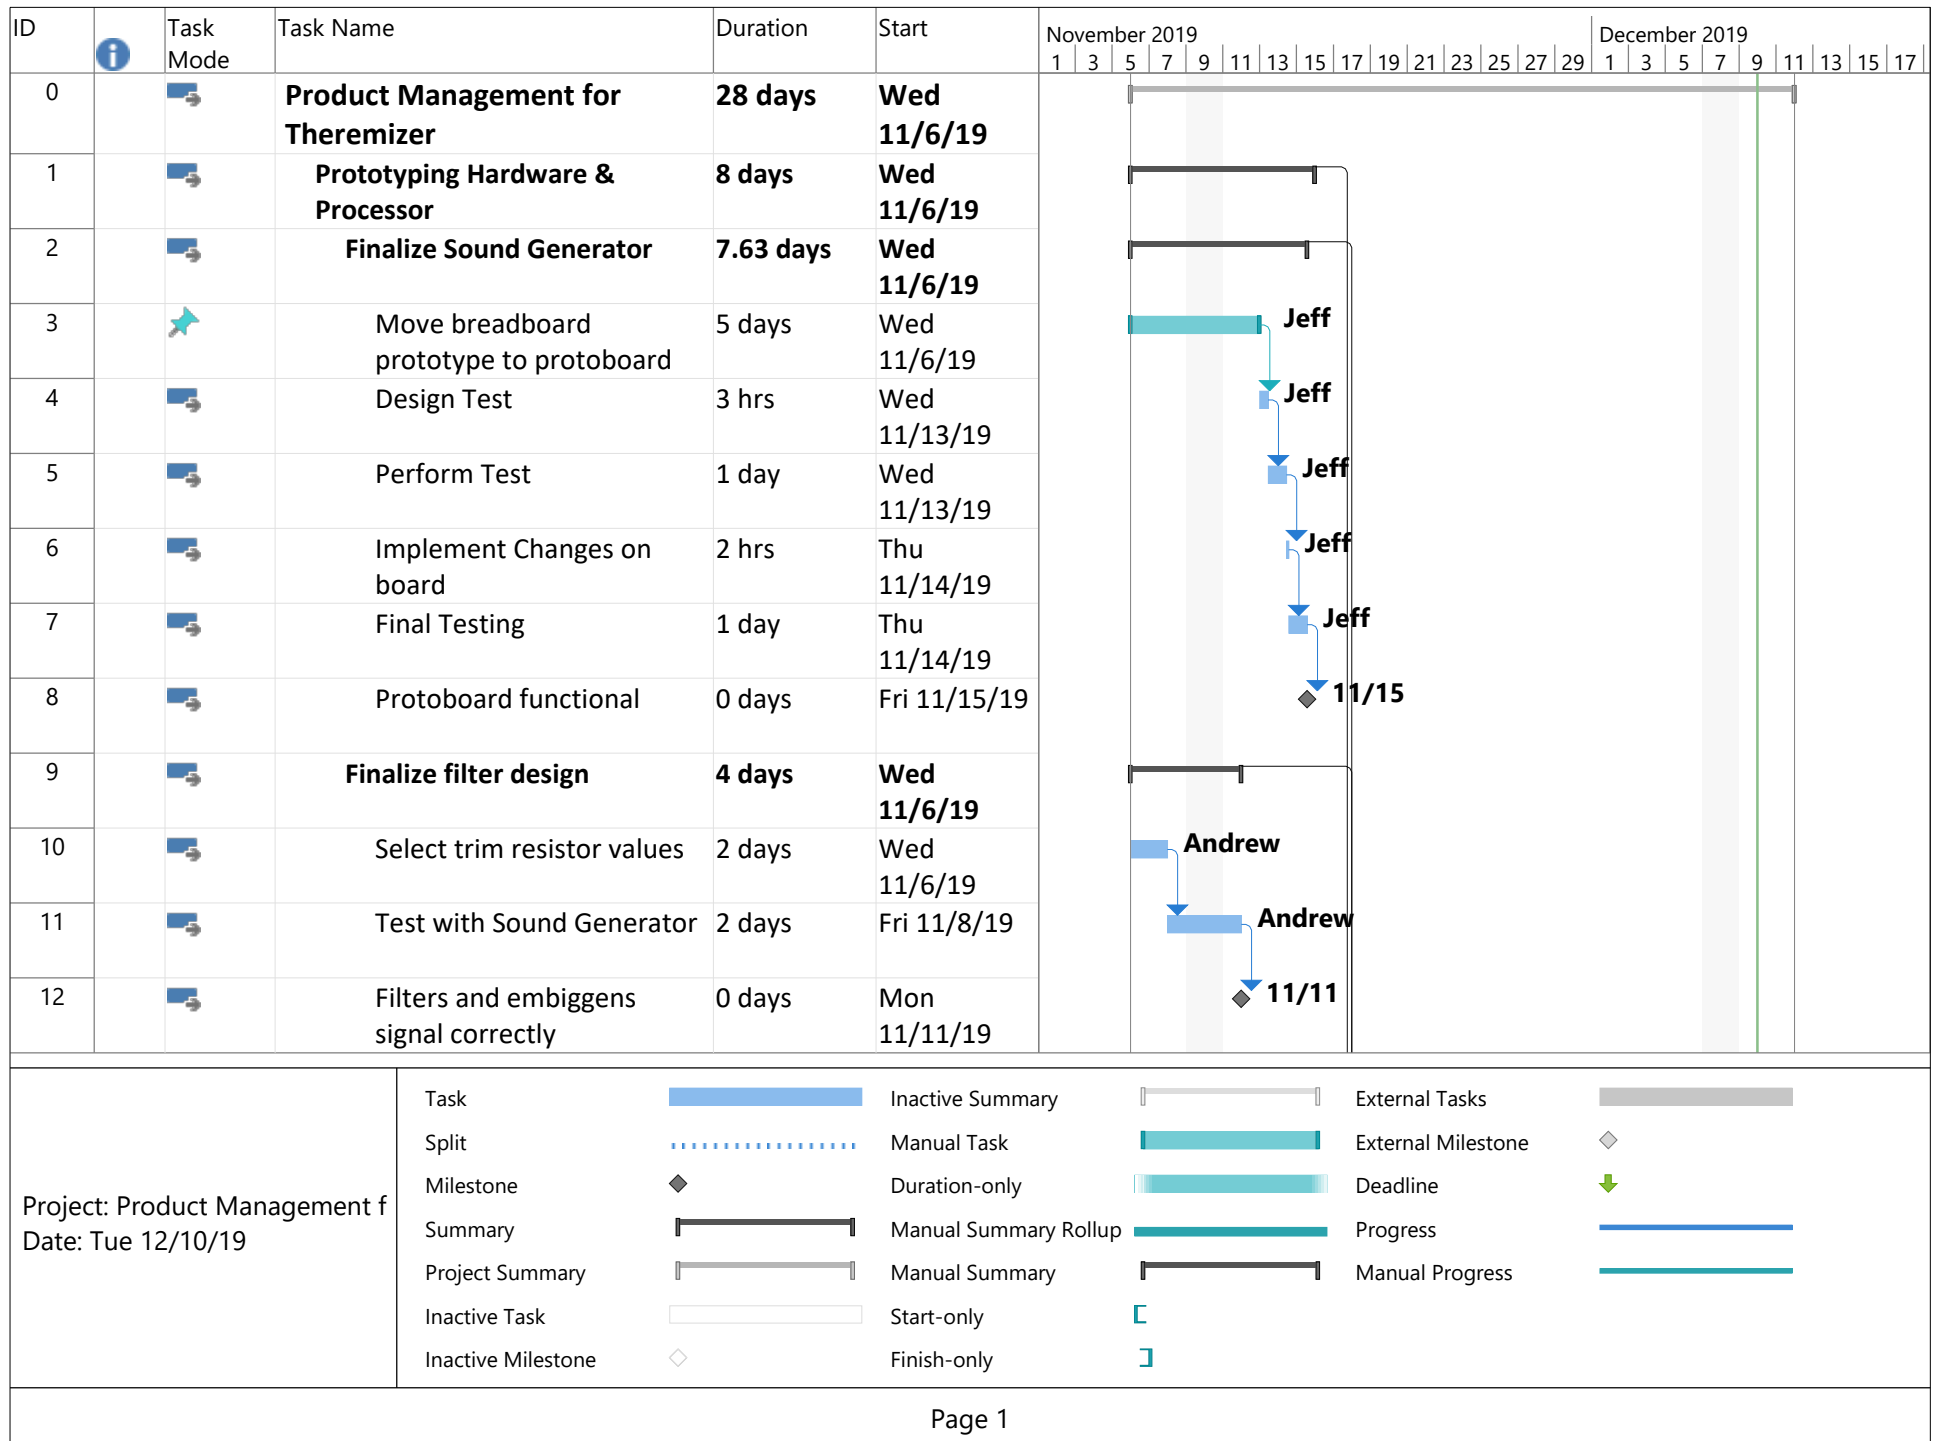 ID Task Mode Task Name Duration Start November 2019 December 2019
1 3 5 7 9 11 13 15 17 19 21 23 25 27 29 1 3 5 7 9 11 13 15 17
0 Product Management for Theremizer 28 days Wed 11/6/19
1 Prototyping Hardware & Processor 8 days Wed 11/6/19
2 Finalize Sound Generator 7.63 days Wed 11/6/19
3 Move breadboard prototype to protoboard 5 days Wed 11/6/19 Jeff
4 Design Test 3 hrs Wed 11/13/19 Jeff
5 Perform Test 1 day Wed 11/13/19 Jeff
6 Implement Changes on board 2 hrs Thu 11/14/19 Jeff
7 Final Testing 1 day Thu 11/14/19 Jeff
8 Protoboard functional 0 days Fri 11/15/19 11/15
9 Finalize filter design 4 days Wed 11/6/19
10 Select trim resistor values 2 days Wed 11/6/19 Andrew
11 Test with Sound Generator 2 days Fri 11/8/19 Andrew
12 Filters and embiggens signal correctly 0 days Mon 11/11/19 11/11
Project: Product Management f
Date: Tue 12/10/19
Task
Split
Milestone
Summary
Project Summary
Inactive Task
Inactive Milestone
Inactive Summary
Manual Task
Duration-only
Manual Summary Rollup
Manual Summary
Start-only
Finish-only
External Tasks
External Milestone
Deadline
Progress
Manual Progress
Page 1